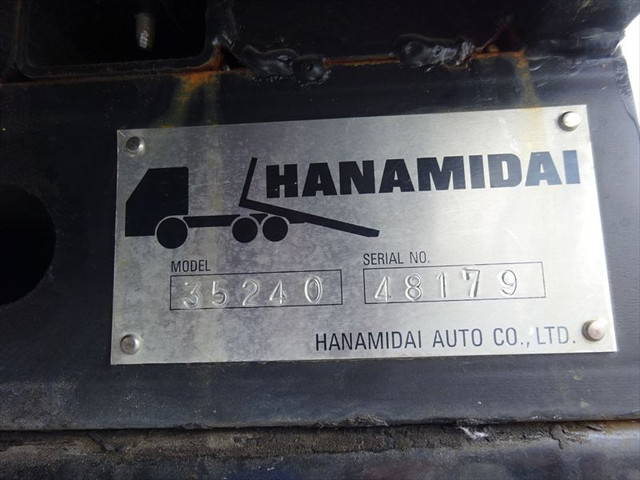 HANAMIDAI
MODEL SERIAL NO.
35240 48179
HANAMIDAI AUTO CO., LTD.